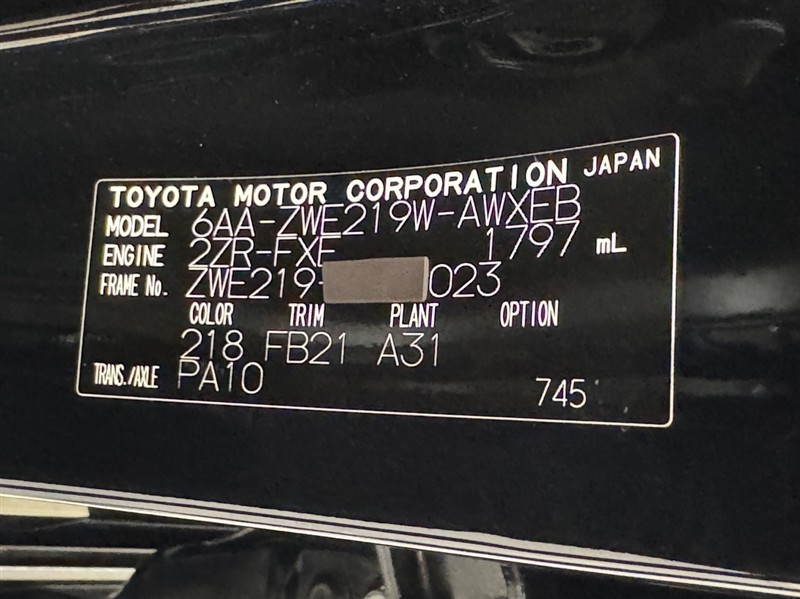 TOYOTA MOTOR CORPORATION JAPAN
MODEL 6AA-ZWE219W-AWXEB
ENGINE 2ZR-FXE 1797 mL
FRAME No. ZWE219- 023
COLOR TRIM PLANT OPTION
218 FB21 A31
TRANS./AXLE PA10 745